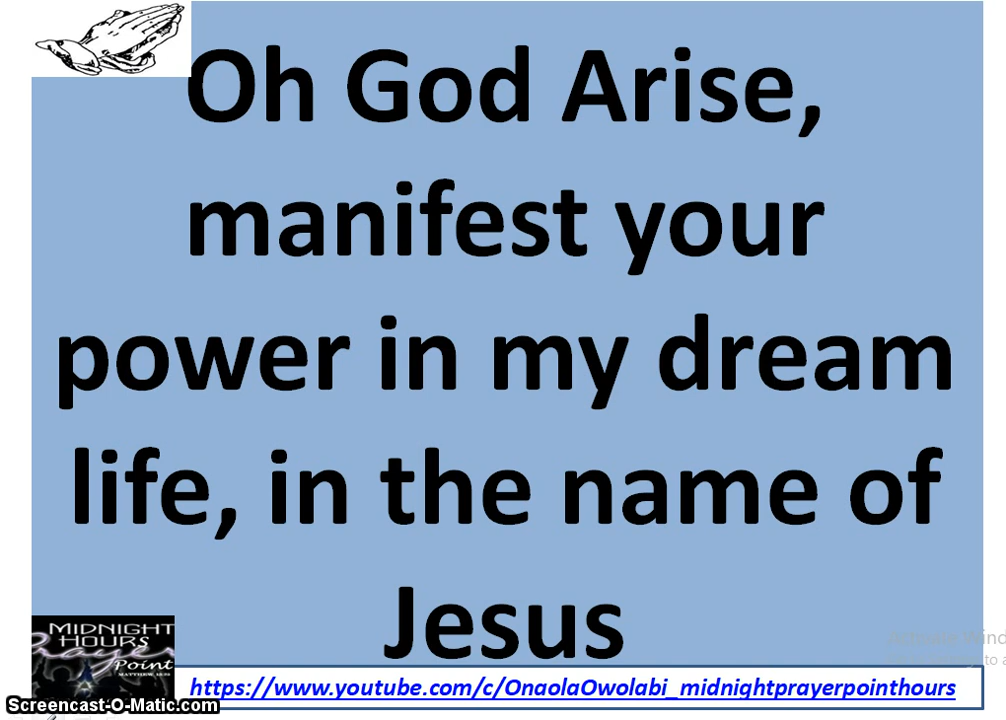 Oh God Arise,
manifest your
power in my dream
life, in the name of
Jesus
MIDNIGHT
HOURS
Prayer
Point
https://www.youtube.com/c/OnaolaOwolabi_midnightprayerpointhours
Screencast-O-Matic.com